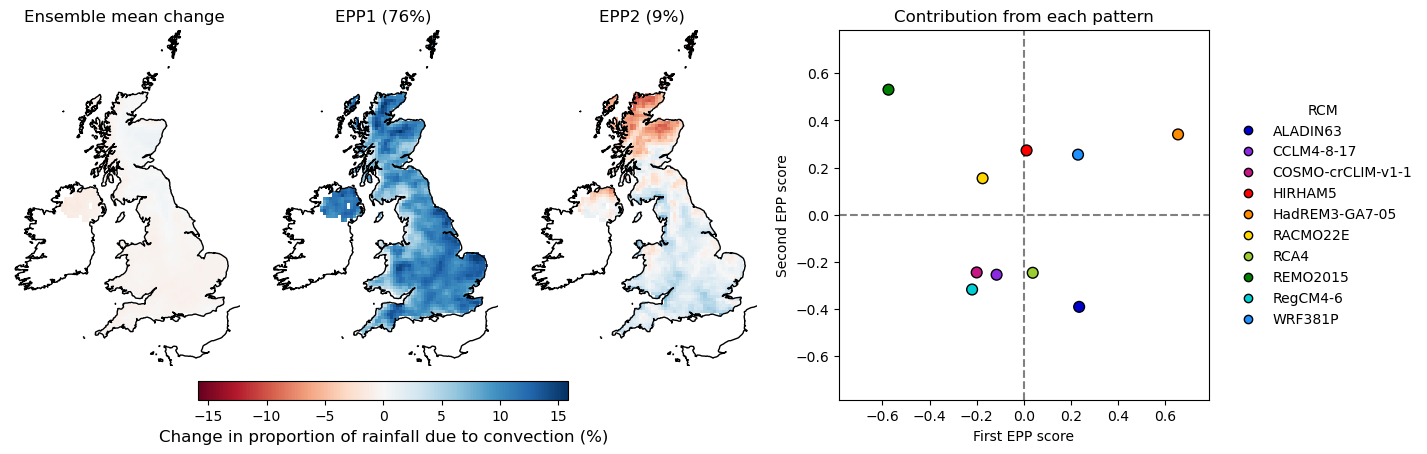 Ensemble mean change
EPP1 (76%)
EPP2 (9%)
−15 −10 −5 0 5 10 15
Change in proportion of rainfall due to convection (%)
Contribution from each pattern
Second EPP score
0.6
0.4
0.2
0.0
−0.2
−0.4
−0.6
−0.6 −0.4 −0.2 0.0 0.2 0.4 0.6
First EPP score
RCM
ALADIN63
CCLM4-8-17
COSMO-crCLIM-v1-1
HIRHAM5
HadREM3-GA7-05
RACMO22E
RCA4
REMO2015
RegCM4-6
WRF381P